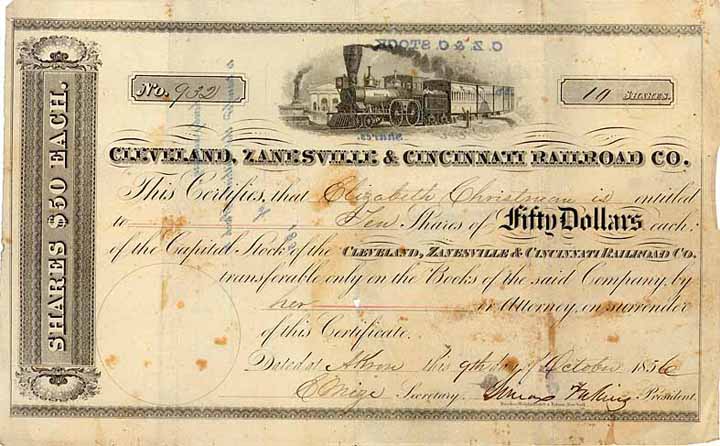 SHARES $50 EACH.
C. Z. & C. STOCK
No. 932
10 SHARES.
CLEVELAND, ZANESVILLE & CINCINNATI RAILROAD CO.
This Certifies, that Elizabeth Christman is entitled
to Ten Shares of Fifty Dollars each:
of the Capital Stock of the CLEVELAND, ZANESVILLE & CINCINNATI RAILROAD CO.
transferable only on the Books of the said Company, by
her or Attorney, on surrender
of this Certificate.
Dated at Akron this 9th day of October 1856
Secretary. President.